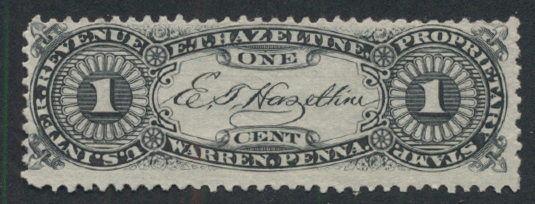 U.S. INTER. REVENUE
E.T. HAZELTINE.
PROPRIETARY STAMP
1
ONE
1
E. T. Hazeltine
CENT
WARREN, PENNA.